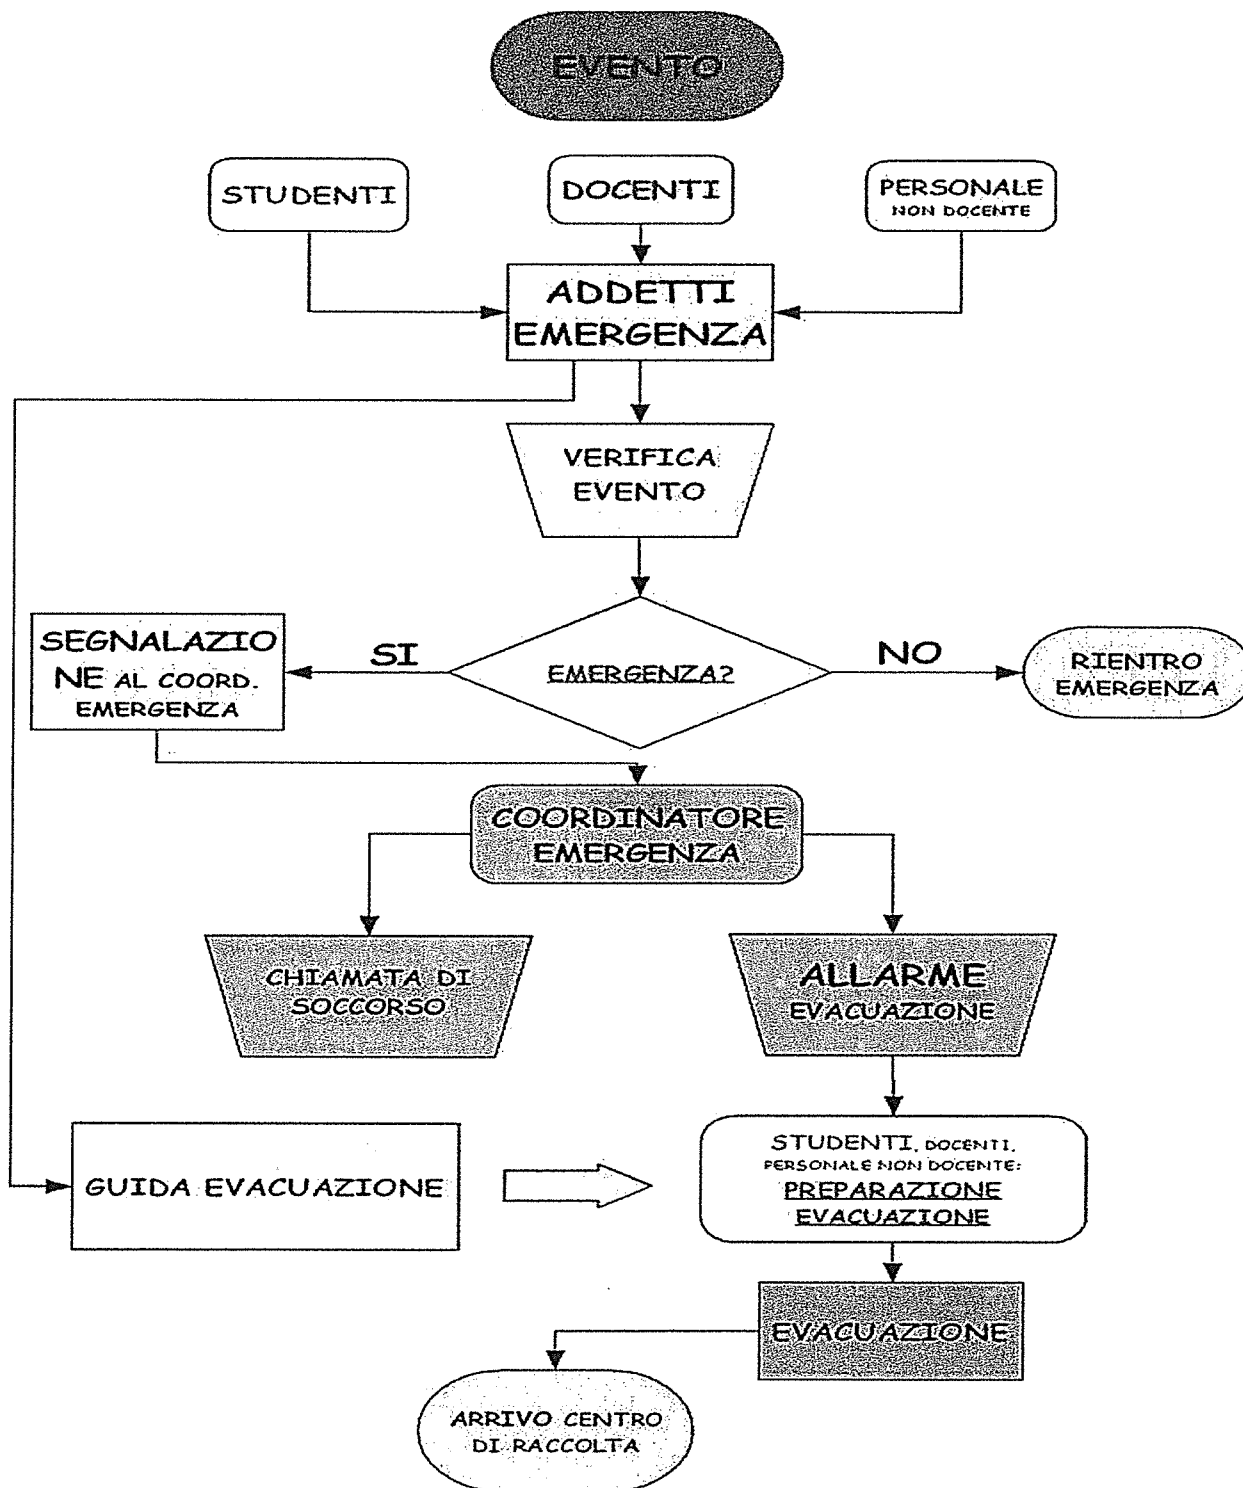 EVENTO
STUDENTI
DOCENTI
PERSONALE
NON DOCENTE
ADDETTI
EMERGENZA
VERIFICA
EVENTO
SEGNALAZIO
NE AL COORD.
EMERGENZA
SI
EMERGENZA?
NO
RIENTRO
EMERGENZA
COORDINATORE
EMERGENZA
CHIAMATA DI
SOCCORSO
ALLARME
EVACUAZIONE
GUIDA EVACUAZIONE
STUDENTI, DOCENTI,
PERSONALE NON DOCENTE:
PREPARAZIONE
EVACUAZIONE
EVACUAZIONE
ARRIVO CENTRO
DI RACCOLTA